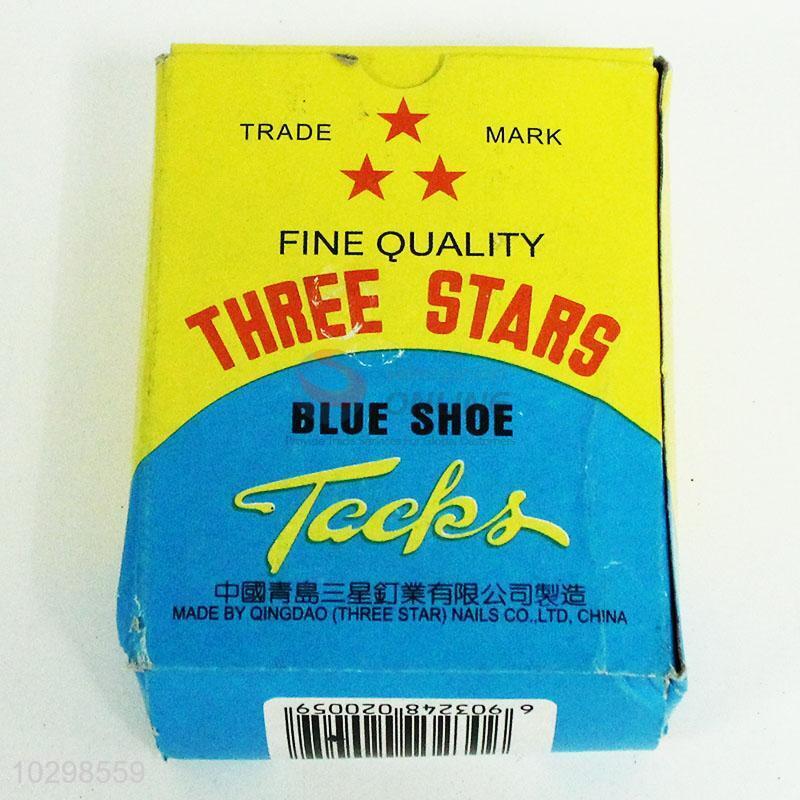 TRADE MARK
FINE QUALITY
THREE STARS
BLUE SHOE
Tacks
中國青島三星釘業有限公司製造
MADE BY QINGDAO (THREE STAR) NAILS CO.,LTD, CHINA
6 903248 020059
10298559